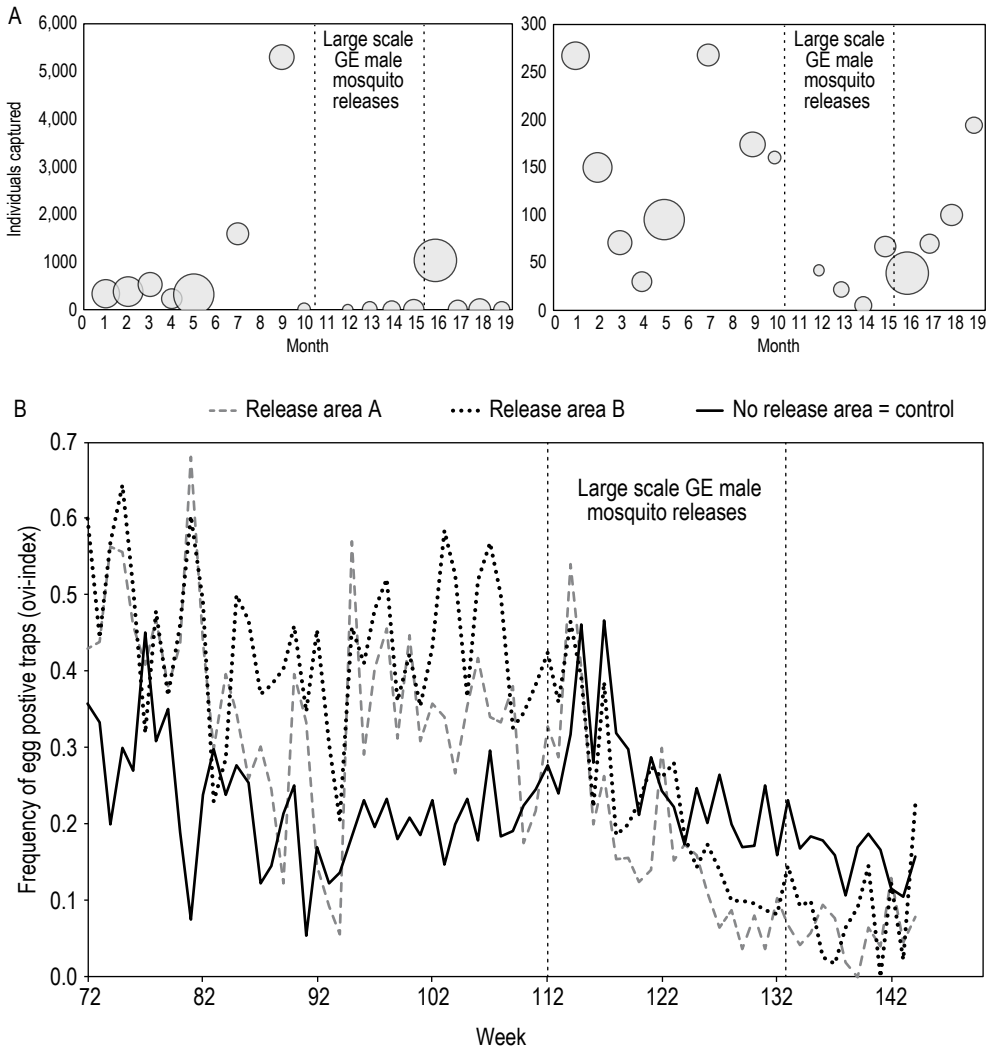 A
Individuals captured
6,000
5,000
4,000
3,000
2,000
1000
0
Large scale
GE male
mosquito
releases
0 1 2 3 4 5 6 7 8 9 10 11 12 13 14 15 16 17 18 19
Month
300
250
200
150
100
50
0
Large scale
GE male
mosquito
releases
0 1 2 3 4 5 6 7 8 9 10 11 12 13 14 15 16 17 18 19
Month
B
Release area A
Release area B
No release area = control
Frequency of egg postive traps (ovi-index)
0.7
0.6
0.5
0.4
0.3
0.2
0.1
0.0
Large scale GE male
mosquito releases
72 82 92 102 112 122 132 142
Week